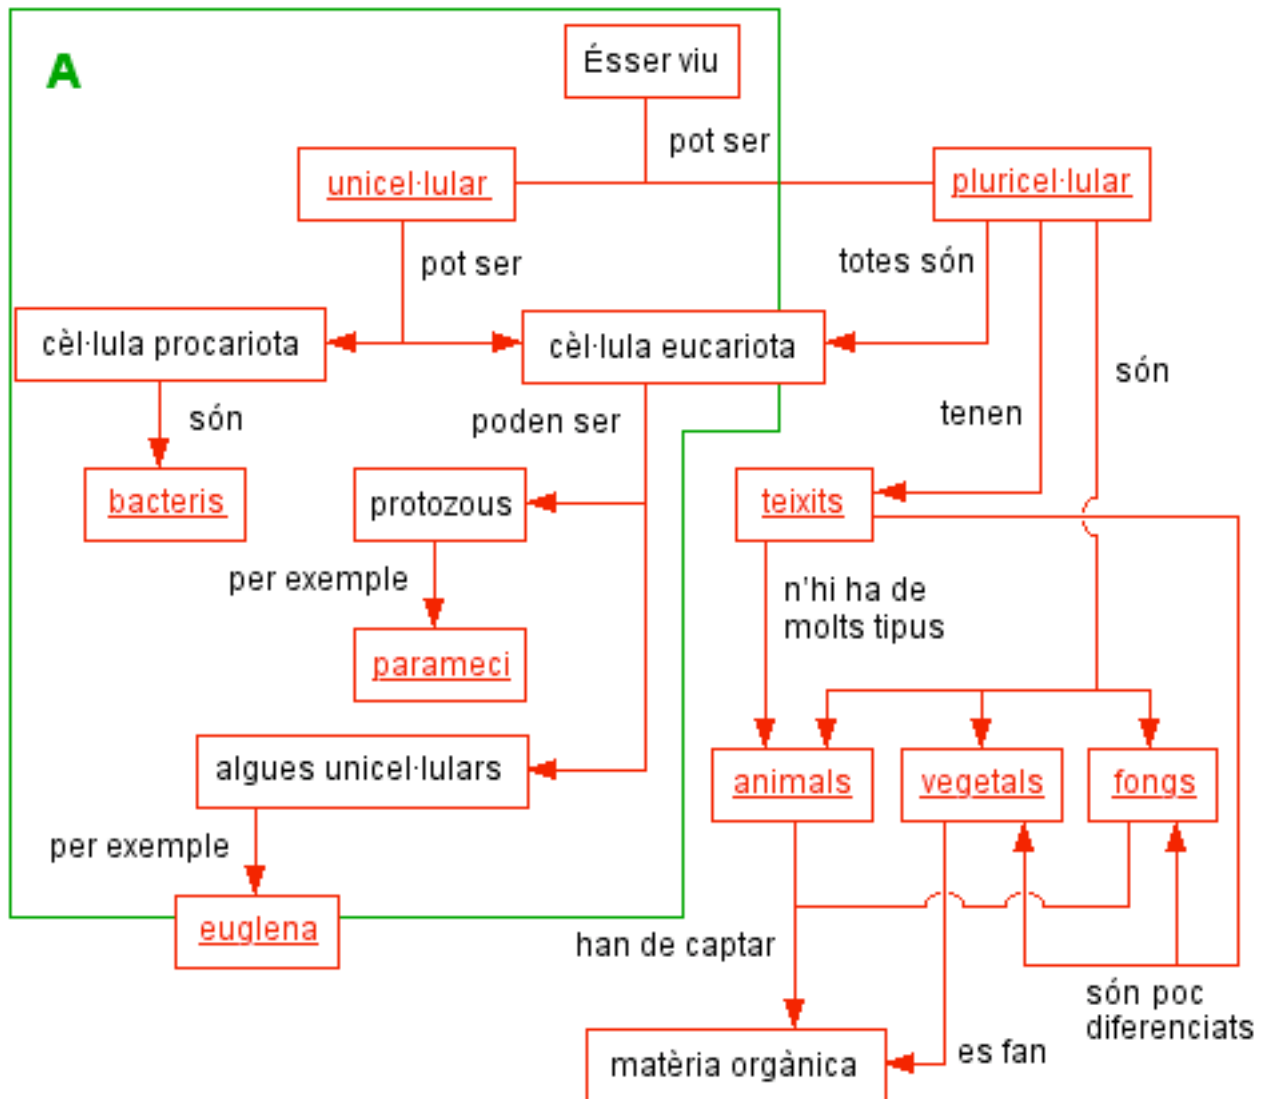 A
Ésser viu
pot ser
unicel·lular
pluricel·lular
pot ser
totes són
cèl·lula procariota
cèl·lula eucariota
són
són
poden ser
tenen
bacteris
protozous
teixits
per exemple
n'hi ha de
molts tipus
parameci
algues unicel·lulars
animals
vegetals
fongs
per exemple
euglena
han de captar
són poc
diferenciats
matèria orgànica
es fan